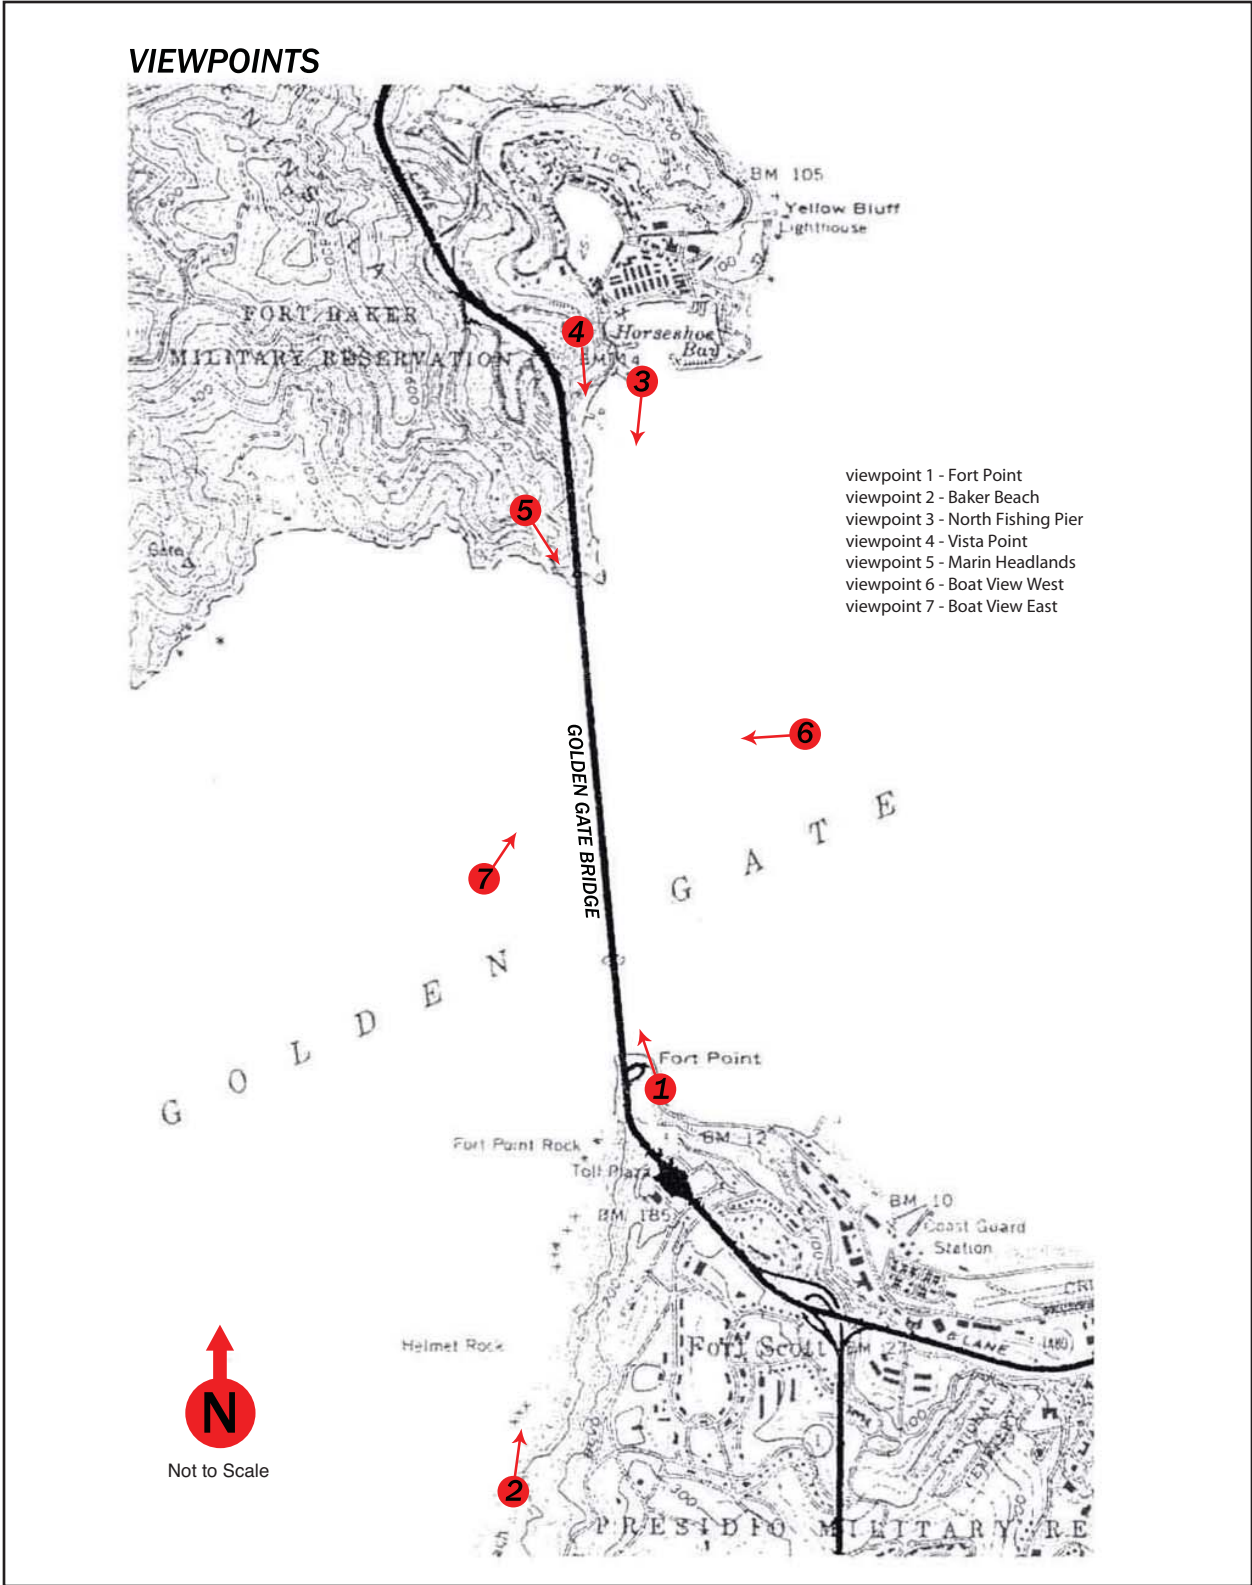 VIEWPOINTS
BM 105
Yellow Bluff
Lighthouse
FORT BAKER
MILITARY RESERVATION
4
Horseshoe
Bay
3
viewpoint 1 - Fort Point
viewpoint 2 - Baker Beach
viewpoint 3 - North Fishing Pier
viewpoint 4 - Vista Point
viewpoint 5 - Marin Headlands
viewpoint 6 - Boat View West
viewpoint 7 - Boat View East
5
6
GOLDEN GATE BRIDGE
7
GOLDEN GATE
Fort Point
1
BM 12
Fort Point Rock
Toll Plaza
BM 185
BM 10
Coast Guard
Station
Helmet Rock
Fort Scott
LANE
N
Not to Scale
2
300
PRESIDIO MILITARY RE